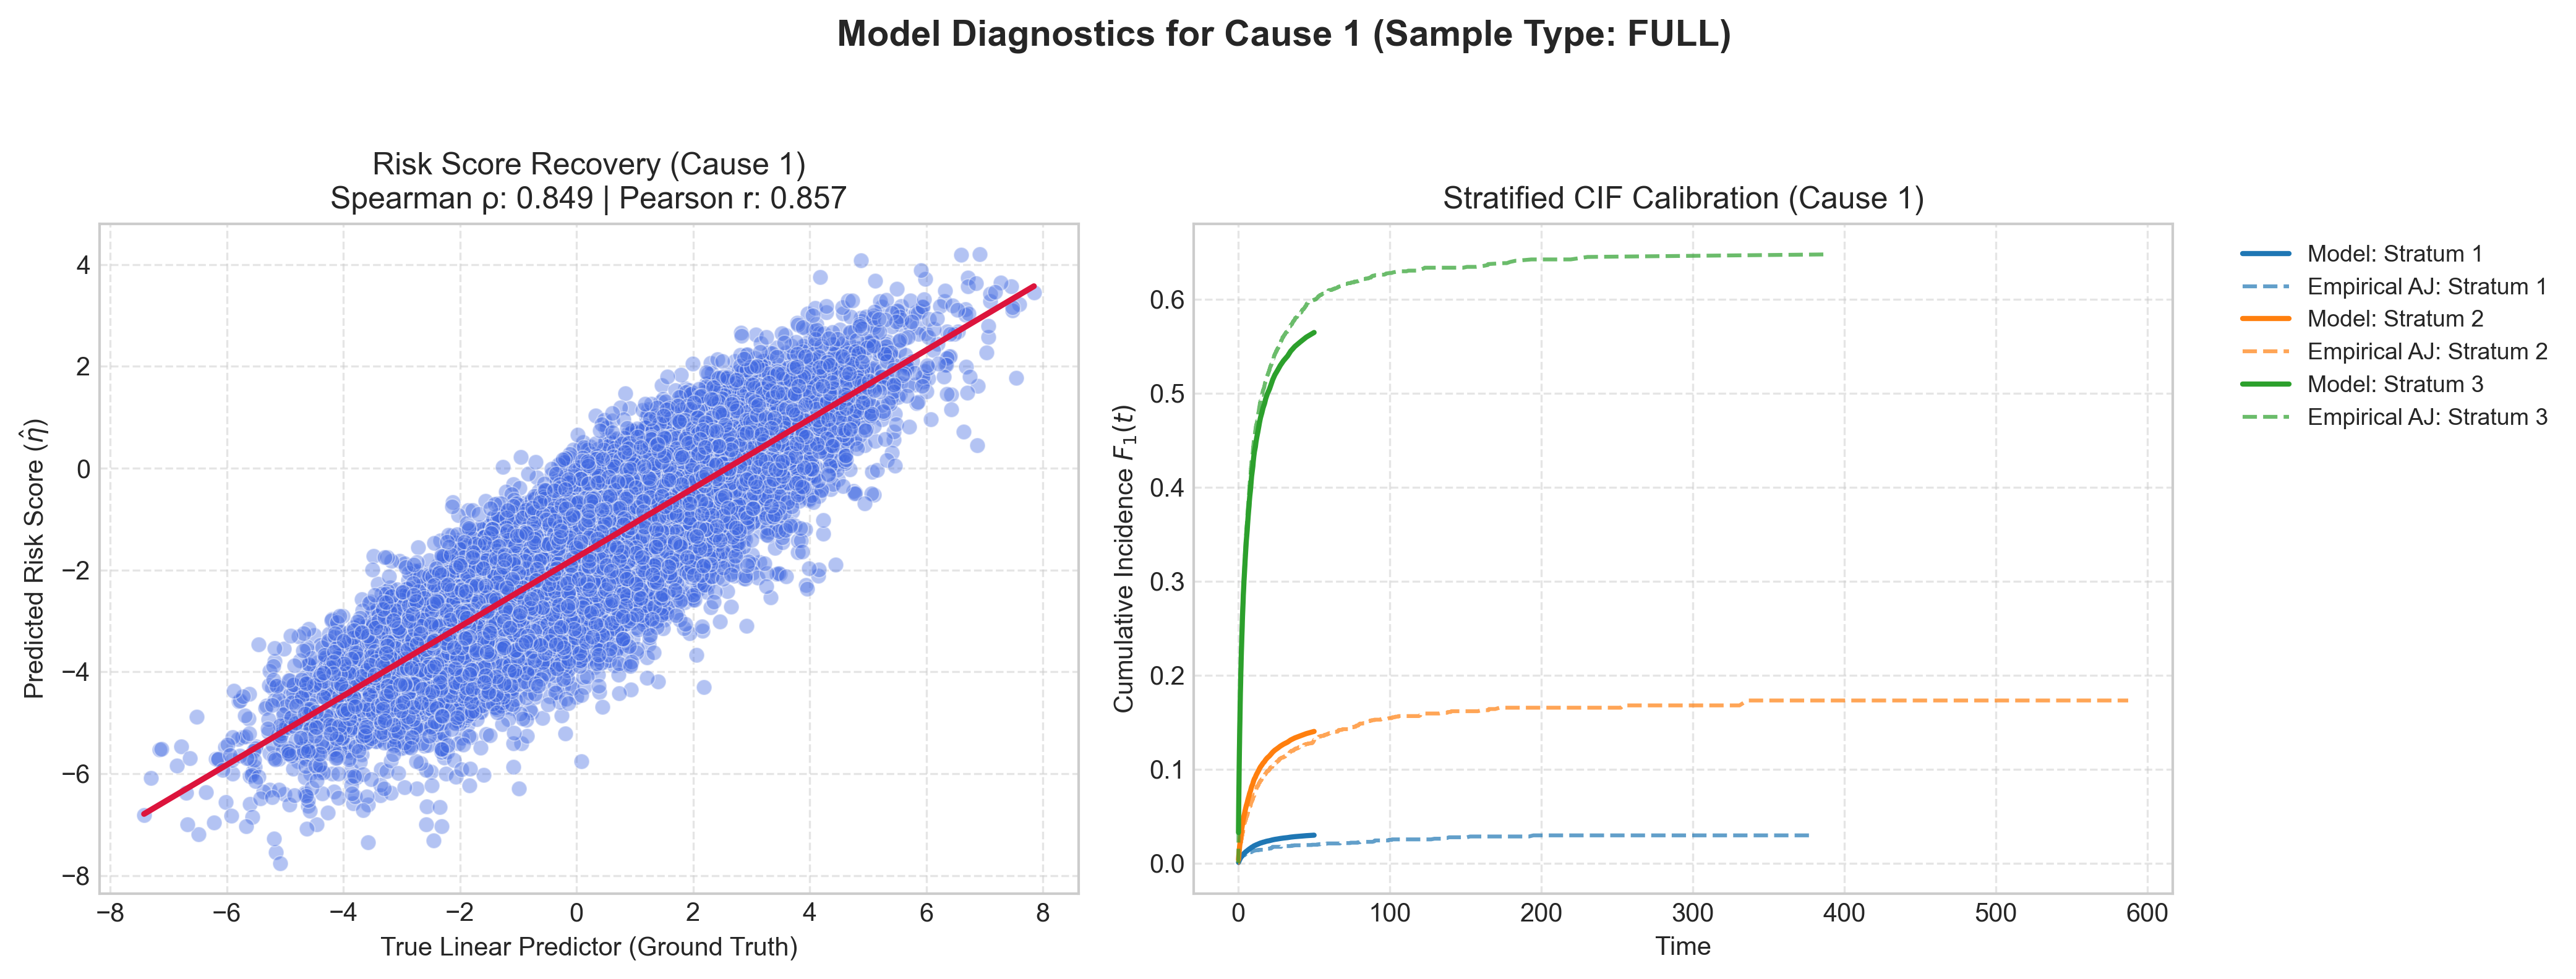 Model Diagnostics for Cause 1 (Sample Type: FULL)
Risk Score Recovery (Cause 1)
Spearman ρ: 0.849 | Pearson r: 0.857
4
2
0
−2
−4
−6
−8
Predicted Risk Score (η̂)
−8 −6 −4 −2 0 2 4 6 8
True Linear Predictor (Ground Truth)
Stratified CIF Calibration (Cause 1)
0.6
0.5
0.4
0.3
0.2
0.1
0.0
Cumulative Incidence F₁(t)
0 100 200 300 400 500 600
Time
Model: Stratum 1
Empirical AJ: Stratum 1
Model: Stratum 2
Empirical AJ: Stratum 2
Model: Stratum 3
Empirical AJ: Stratum 3